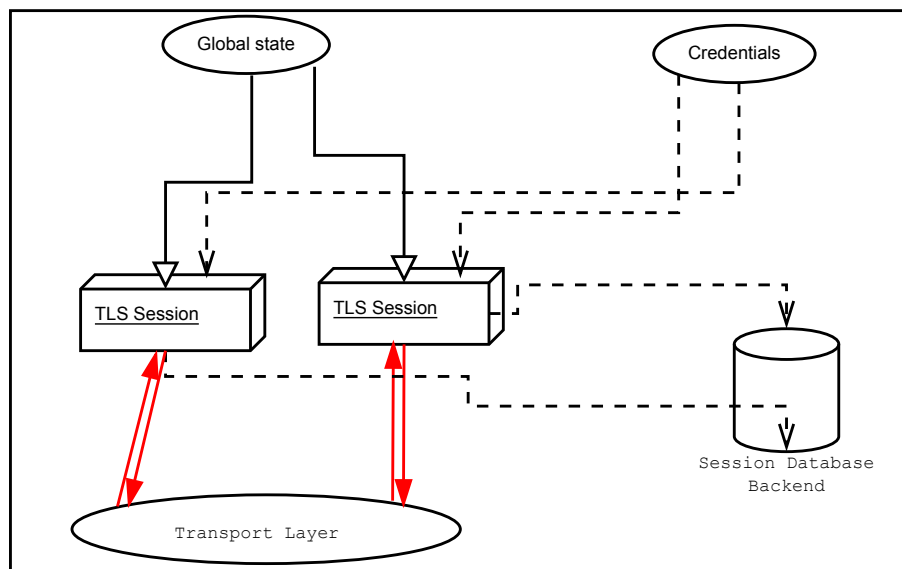 Global state
Credentials
TLS Session
TLS Session
Session Database
Backend
Transport Layer